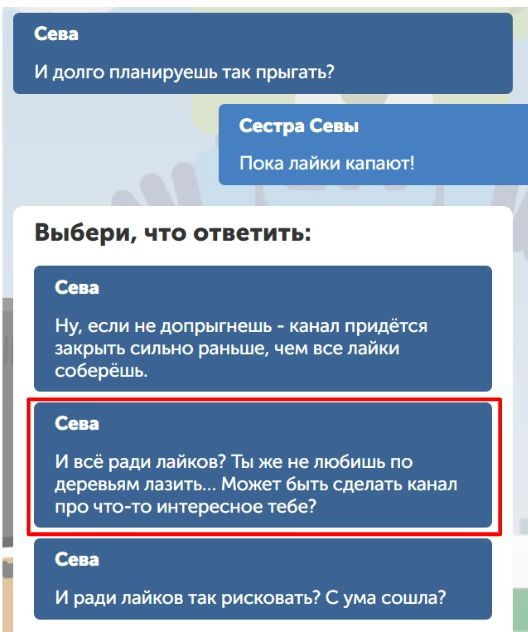 Сева
И долго планируешь так прыгать?
Сестра Севы
Пока лайки капают!
Выбери, что ответить:
Сева
Ну, если не допрыгнешь - канал придётся
закрыть сильно раньше, чем все лайки
соберёшь.
Сева
И всё ради лайков? Ты же не любишь по
деревьям лазить... Может быть сделать канал
про что-то интересное тебе?
Сева
И ради лайков так рисковать? С ума сошла?